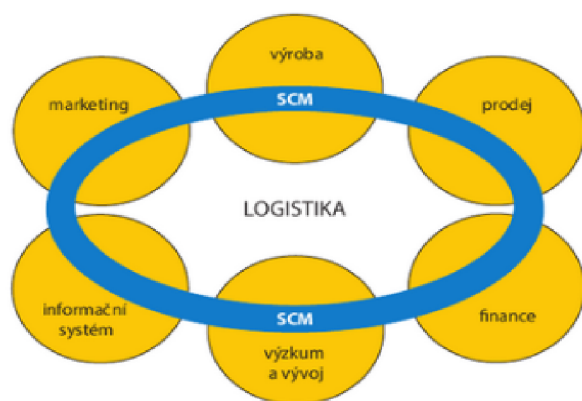 výroba
marketing
SCM
prodej
LOGISTIKA
informační
systém
SCM
finance
výzkum
a vývoj